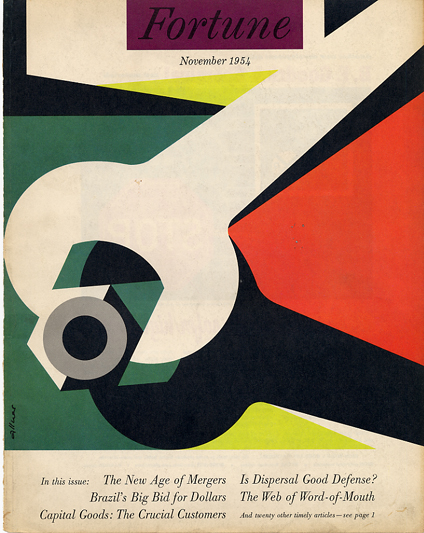 Fortune
November 1954
In this issue: The New Age of Mergers
Brazil's Big Bid for Dollars
Capital Goods: The Crucial Customers
Is Dispersal Good Defense?
The Web of Word-of-Mouth
And twenty other timely articles—see page 1
allner